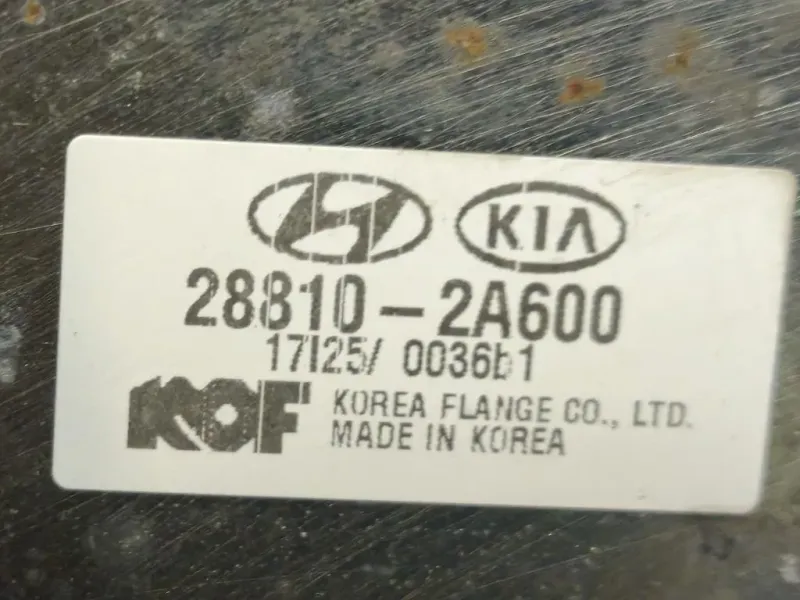 KIA
28810-2A600
17I25/ 0036b1
KOF KOREA FLANGE CO., LTD.
MADE IN KOREA